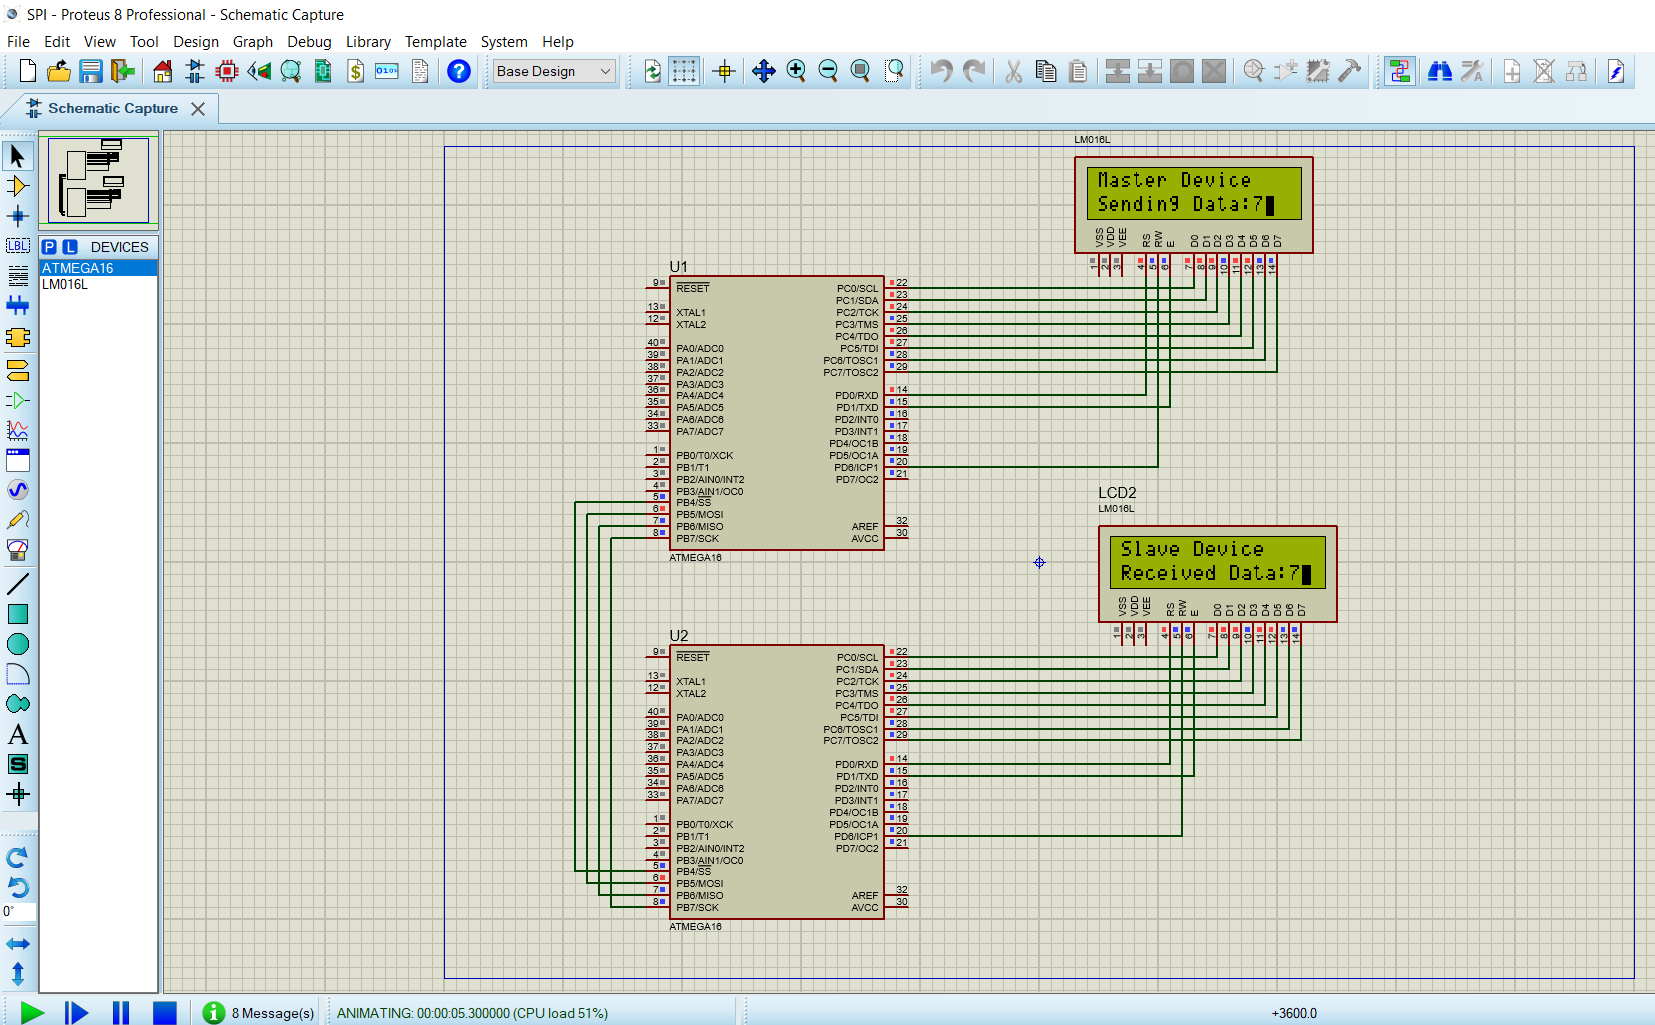 SPI - Proteus 8 Professional - Schematic Capture
File Edit View Tool Design Graph Debug Library Template System Help
Base Design
Schematic Capture
P L DEVICES
ATMEGA16
LM016L
LM016L
Master Device
Sending Data:7
VSS VDD VEE RS RW E D0 D1 D2 D3 D4 D5 D6 D7
1 2 3 4 5 6 7 8 9 10 11 12 13 14
U1
9 RESET PC0/SCL 22
PC1/SDA 23
13 XTAL1 PC2/TCK 24
12 XTAL2 PC3/TMS 25
PC4/TDO 26
40 PA0/ADC0 PC5/TDI 27
39 PA1/ADC1 PC6/TOSC1 28
38 PA2/ADC2 PC7/TOSC2 29
37 PA3/ADC3
36 PA4/ADC4 PD0/RXD 14
35 PA5/ADC5 PD1/TXD 15
34 PA6/ADC6 PD2/INT0 16
33 PA7/ADC7 PD3/INT1 17
PD4/OC1B 18
1 PB0/T0/XCK PD5/OC1A 19
2 PB1/T1 PD6/ICP1 20
3 PB2/AIN0/INT2 PD7/OC2 21
4 PB3/AIN1/OC0
5 PB4/SS
6 PB5/MOSI
7 PB6/MISO AREF 32
8 PB7/SCK AVCC 30
ATMEGA16
LCD2
LM016L
Slave Device
Received Data:7
VSS VDD VEE RS RW E D0 D1 D2 D3 D4 D5 D6 D7
1 2 3 4 5 6 7 8 9 10 11 12 13 14
U2
9 RESET PC0/SCL 22
PC1/SDA 23
13 XTAL1 PC2/TCK 24
12 XTAL2 PC3/TMS 25
PC4/TDO 26
40 PA0/ADC0 PC5/TDI 27
39 PA1/ADC1 PC6/TOSC1 28
38 PA2/ADC2 PC7/TOSC2 29
37 PA3/ADC3
36 PA4/ADC4 PD0/RXD 14
35 PA5/ADC5 PD1/TXD 15
34 PA6/ADC6 PD2/INT0 16
33 PA7/ADC7 PD3/INT1 17
PD4/OC1B 18
1 PB0/T0/XCK PD5/OC1A 19
2 PB1/T1 PD6/ICP1 20
3 PB2/AIN0/INT2 PD7/OC2 21
4 PB3/AIN1/OC0
5 PB4/SS
6 PB5/MOSI
7 PB6/MISO AREF 32
8 PB7/SCK AVCC 30
ATMEGA16
LBL
A
S
0°
8 Message(s) ANIMATING: 00:00:05.300000 (CPU load 51%) +3600.0